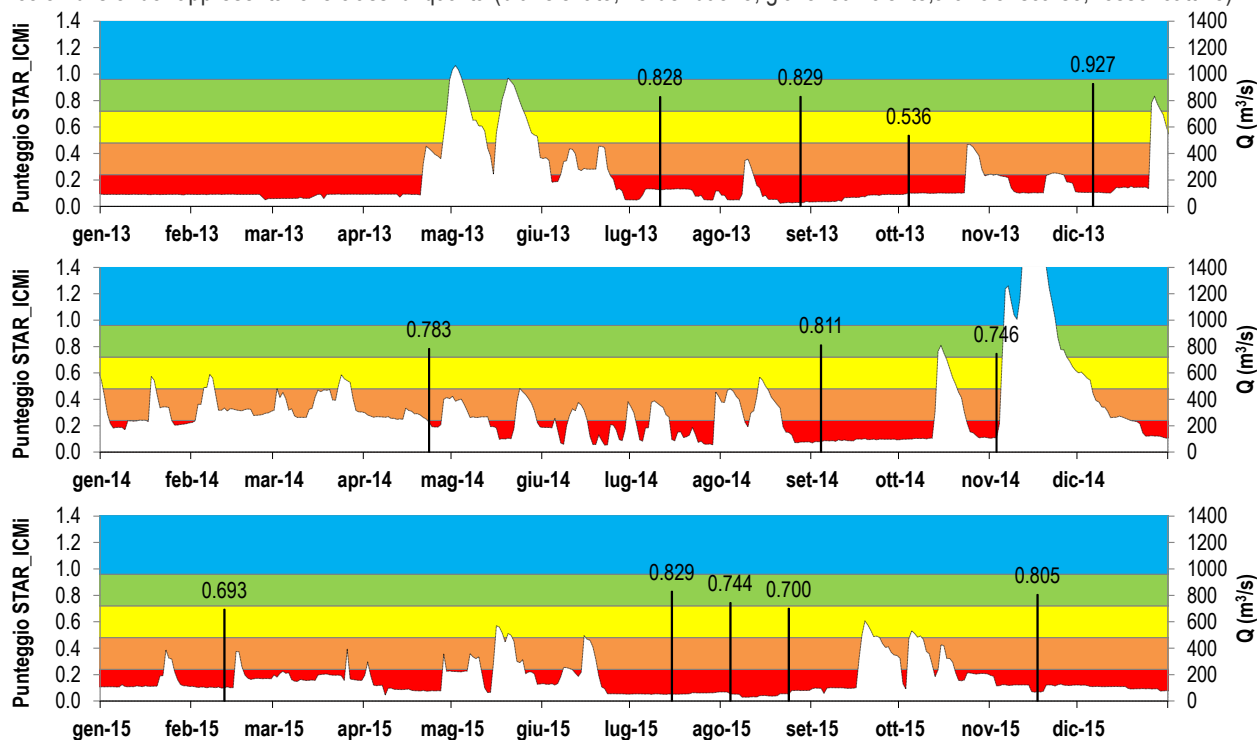 1.4 1400
1.2 1200
1.0 1000
0.8 800
0.6 600
0.4 400
0.2 200
0.0 0
Punteggio STAR_ICMi
Q (m³/s)
0.828 0.829 0.536 0.927
gen-13 feb-13 mar-13 apr-13 mag-13 giu-13 lug-13 ago-13 set-13 ott-13 nov-13 dic-13
1.4 1400
1.2 1200
1.0 1000
0.8 800
0.6 600
0.4 400
0.2 200
0.0 0
Punteggio STAR_ICMi
Q (m³/s)
0.783 0.811 0.746
gen-14 feb-14 mar-14 apr-14 mag-14 giu-14 lug-14 ago-14 set-14 ott-14 nov-14 dic-14
1.4 1400
1.2 1200
1.0 1000
0.8 800
0.6 600
0.4 400
0.2 200
0.0 0
Punteggio STAR_ICMi
Q (m³/s)
0.693 0.829 0.744 0.700 0.805
gen-15 feb-15 mar-15 apr-15 mag-15 giu-15 lug-15 ago-15 set-15 ott-15 nov-15 dic-15